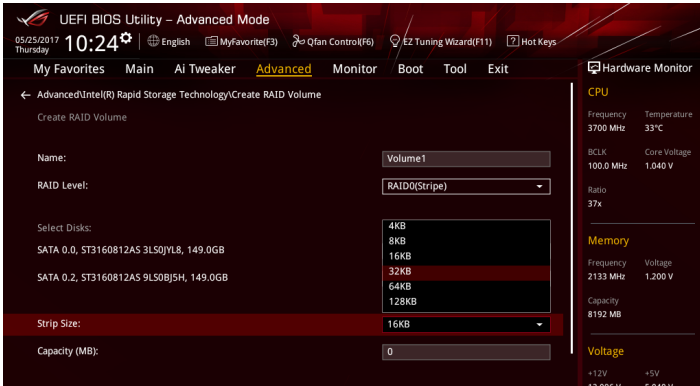 UEFI BIOS Utility – Advanced Mode
05/25/2017 Thursday 10:24 English MyFavorite(F3) Qfan Control(F6) EZ Tuning Wizard(F11) ? Hot Keys
My Favorites Main Ai Tweaker Advanced Monitor Boot Tool Exit
Hardware Monitor
← Advanced\Intel(R) Rapid Storage Technology\Create RAID Volume
Create RAID Volume
Name: Volume1
RAID Level: RAID0(Stripe)
Select Disks:
SATA 0.0, ST3160812AS 3LS0JYL8, 149.0GB
SATA 0.2, ST3160812AS 9LS0BJ5H, 149.0GB
4KB
8KB
16KB
32KB
64KB
128KB
Strip Size: 16KB
Capacity (MB): 0
CPU
Frequency Temperature
3700 MHz 33°C
BCLK Core Voltage
100.0 MHz 1.040 V
Ratio
37x
Memory
Frequency Voltage
2133 MHz 1.200 V
Capacity
8192 MB
Voltage
+12V +5V